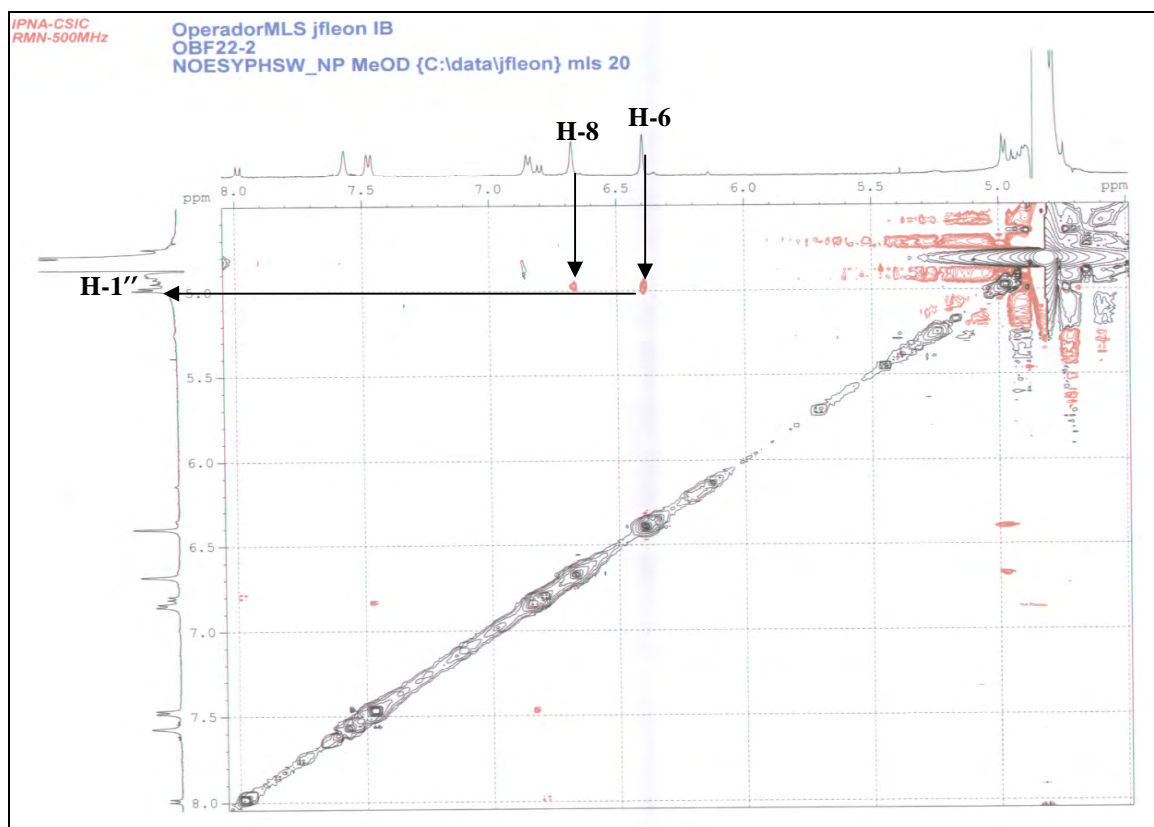 IPNA-CSIC
RMN-500MHz
OperadorMLS jfleon IB
OBF22-2
NOESYPHSW_NP MeOD {C:\data\jfleon} mls 20
H-8
H-6
ppm
8.0
7.5
7.0
6.5
6.0
5.5
5.0
ppm
H-1″
5.0
5.5
6.0
6.5
7.0
7.5
8.0